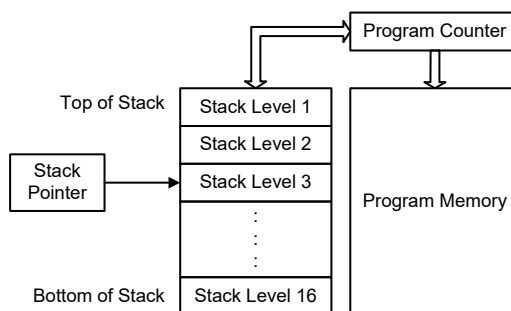 Program Counter
Top of Stack
Stack Level 1
Stack Level 2
Stack Pointer
Stack Level 3
Program Memory
Bottom of Stack
Stack Level 16